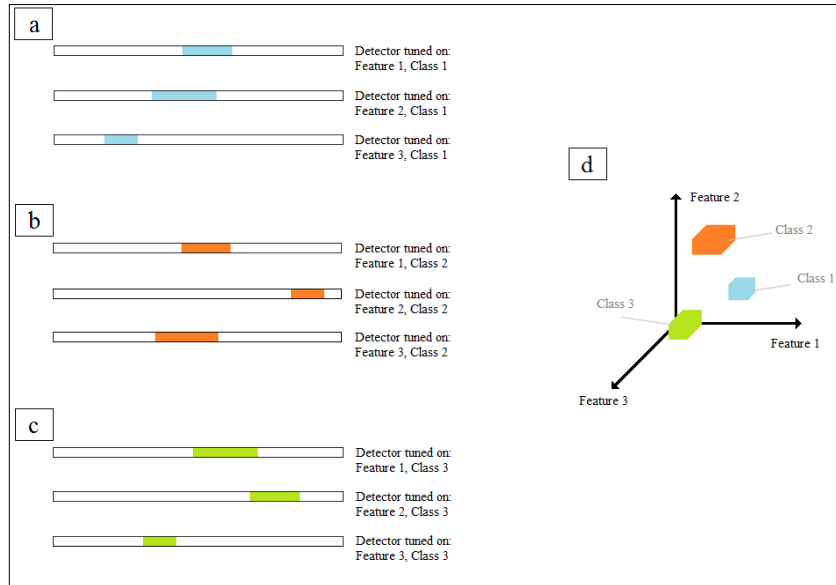 a
Detector tuned on:
Feature 1, Class 1
Detector tuned on:
Feature 2, Class 1
Detector tuned on:
Feature 3, Class 1
b
Detector tuned on:
Feature 1, Class 2
Detector tuned on:
Feature 2, Class 2
Detector tuned on:
Feature 3, Class 2
c
Detector tuned on:
Feature 1, Class 3
Detector tuned on:
Feature 2, Class 3
Detector tuned on:
Feature 3, Class 3
d
Feature 2
Class 2
Class 1
Class 3
Feature 1
Feature 3